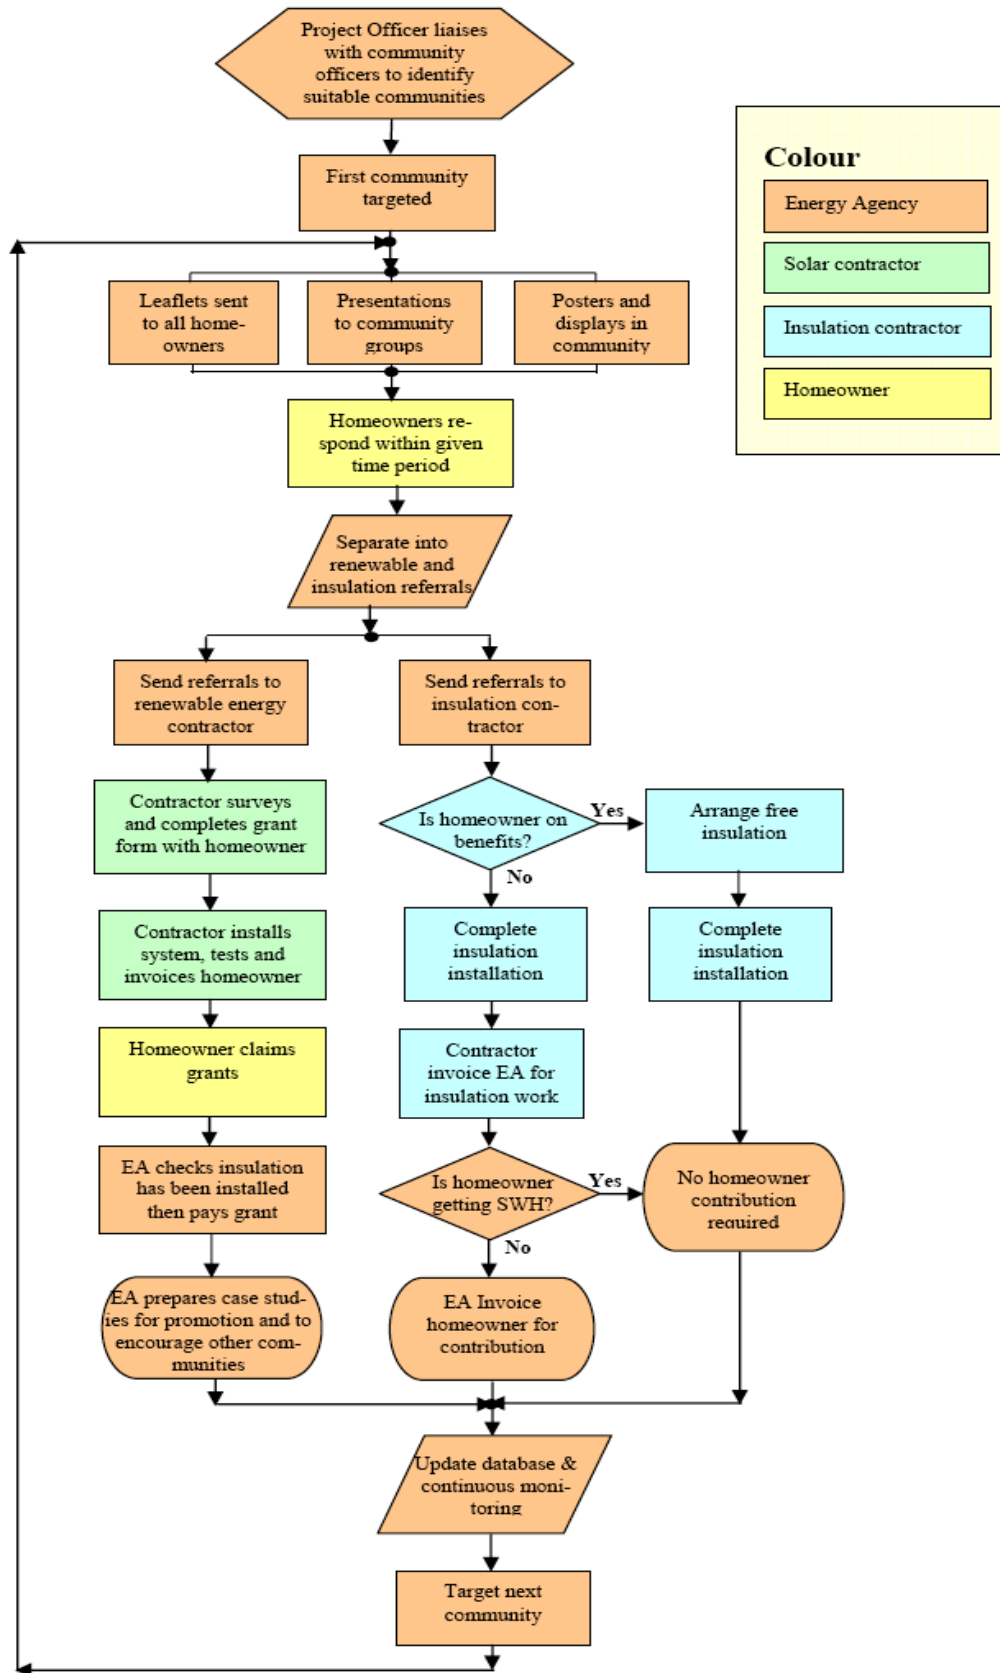 Project Officer liaises
with community
officers to identify
suitable communities
First community
targeted
Colour
Energy Agency
Solar contractor
Insulation contractor
Homeowner
Leaflets sent
to all home-
owners
Presentations
to community
groups
Posters and
displays in
community
Homeowners re-
spond within given
time period
Separate into
renewable and
insulation referrals
Send referrals to
renewable energy
contractor
Send referrals to
insulation con-
tractor
Contractor surveys
and completes grant
form with homeowner
Is homeowner on
benefits?
Yes
Arrange free
insulation
No
Contractor installs
system, tests and
invoices homeowner
Complete
insulation
installation
Complete
insulation
installation
Homeowner claims
grants
Contractor
invoice EA for
insulation work
EA checks insulation
has been installed
then pays grant
Is homeowner
getting SWH?
Yes
No homeowner
contribution
required
No
EA prepares case stud-
ies for promotion and to
encourage other com-
munities
EA Invoice
homeowner for
contribution
Update database &
continuous moni-
toring
Target next
community